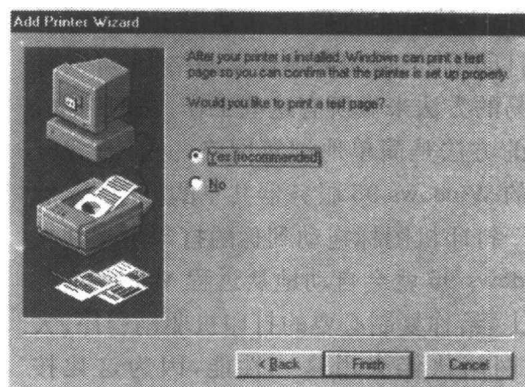 Add Printer Wizard
After your printer is installed, Windows can print a test
page so you can confirm that the printer is set up properly.
Would you like to print a test page?
Yes (recommended)
No
< Back
Finish
Cancel